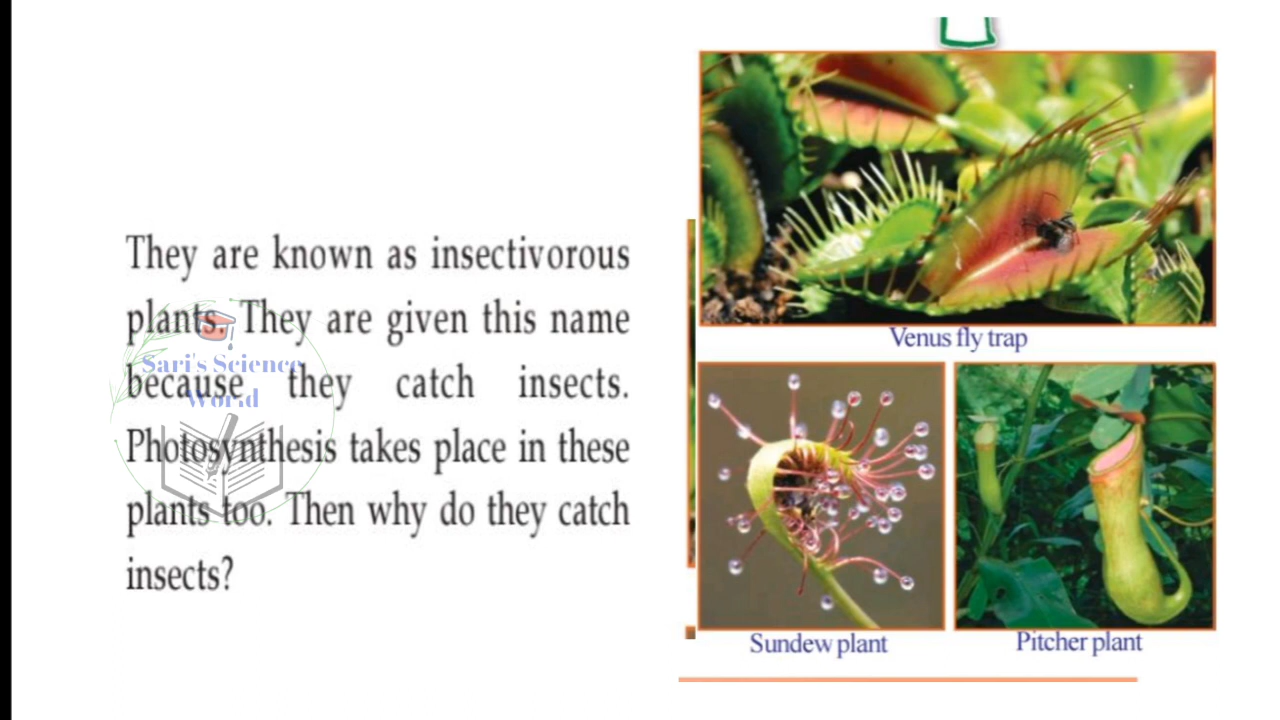 They are known as insectivorous
plants. They are given this name
because they catch insects.
Photosynthesis takes place in these
plants too. Then why do they catch
insects?
Sari's Science
World
Venus fly trap
Sundew plant
Pitcher plant